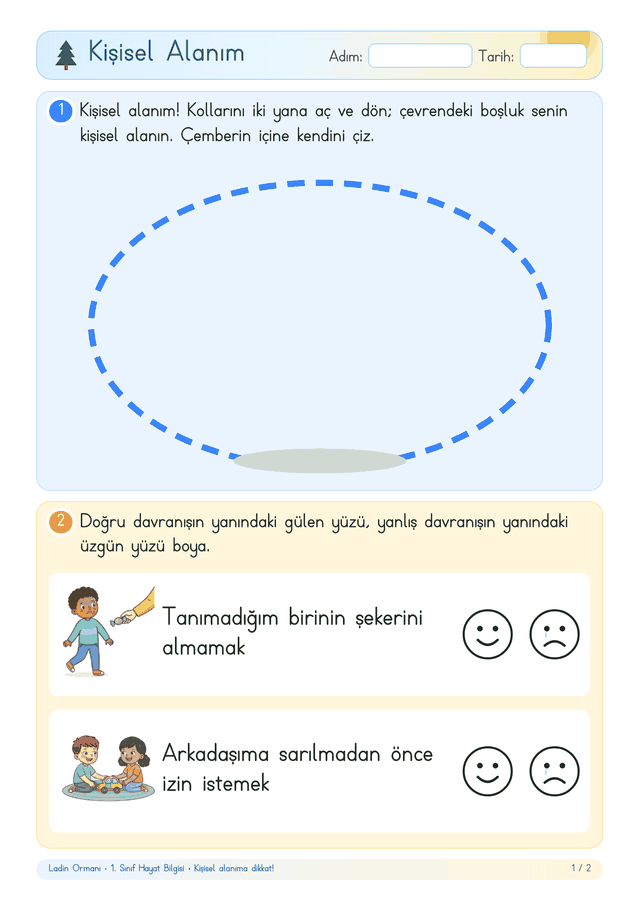 Kişisel Alanım
Adım:
Tarih:
1
Kişisel alanım! Kollarını iki yana aç ve dön; çevrendeki boşluk senin
kişisel alanın. Çemberin içine kendini çiz.
2
Doğru davranışın yanındaki gülen yüzü, yanlış davranışın yanındaki
üzgün yüzü boya.
Tanımadığım birinin şekerini
almamak
Arkadaşıma sarılmadan önce
izin istemek
Ladin Ormanı • 1. Sınıf Hayat Bilgisi • Kişisel alanıma dikkat!
1 / 2